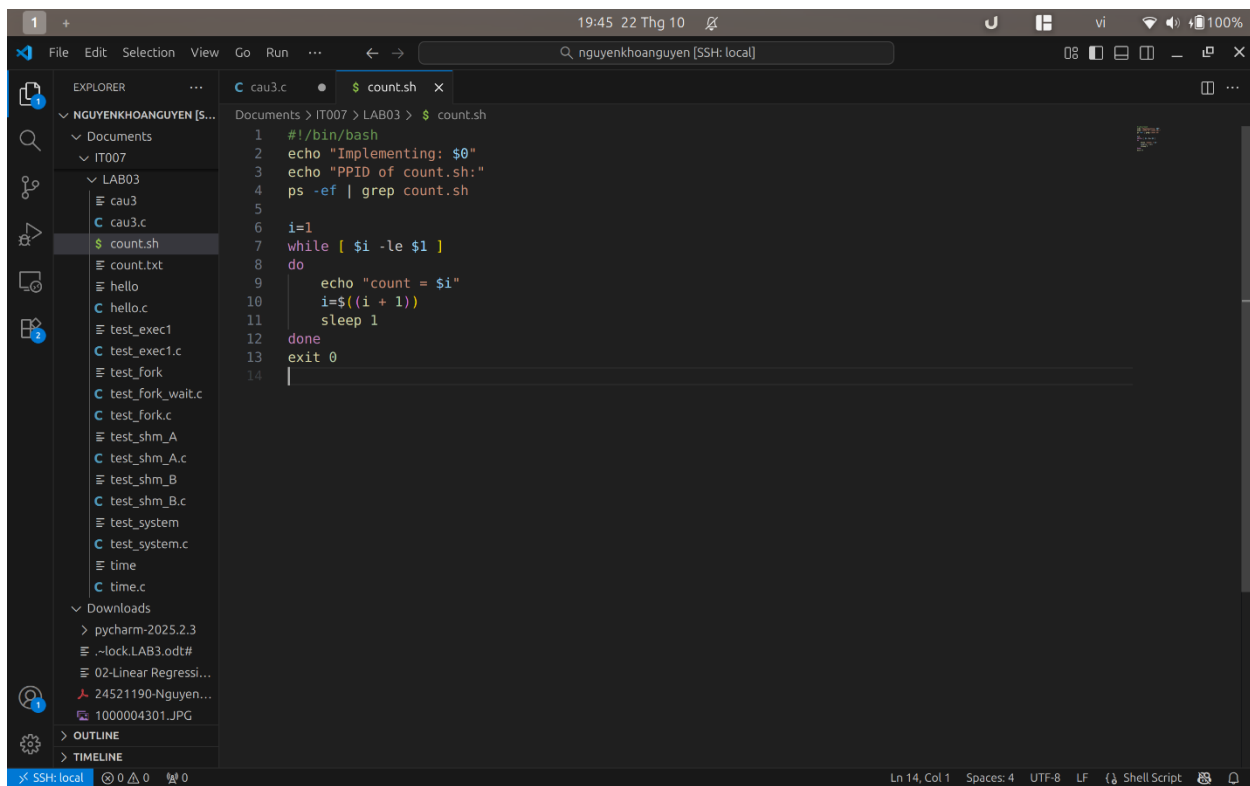 1 + 19:45 22 Thg 10 vi 100%
File Edit Selection View Go Run ··· nguyenkhoanguyen [SSH: local]
EXPLORER ···
C cau3.c
$ count.sh
NGUYENKHOANGUYEN [S...
Documents
IT007
LAB03
cau3
C cau3.c
$ count.sh
count.txt
hello
C hello.c
test_exec1
C test_exec1.c
test_fork
C test_fork_wait.c
C test_fork.c
test_shm_A
C test_shm_A.c
test_shm_B
C test_shm_B.c
test_system
C test_system.c
time
C time.c
Downloads
pycharm-2025.2.3
.~lock.LAB3.odt#
02-Linear Regressi...
24521190-Nguyen...
1000004301.JPG
OUTLINE
TIMELINE
1
2
1
Documents > IT007 > LAB03 > $ count.sh
1 #!/bin/bash
2 echo "Implementing: $0"
3 echo "PPID of count.sh:"
4 ps -ef | grep count.sh
5
6 i=1
7 while [ $i -le $1 ]
8 do
9     echo "count = $i"
10     i=$((i + 1))
11     sleep 1
12 done
13 exit 0
14
SSH: local 0 0 0 Ln 14, Col 1 Spaces: 4 UTF-8 LF Shell Script